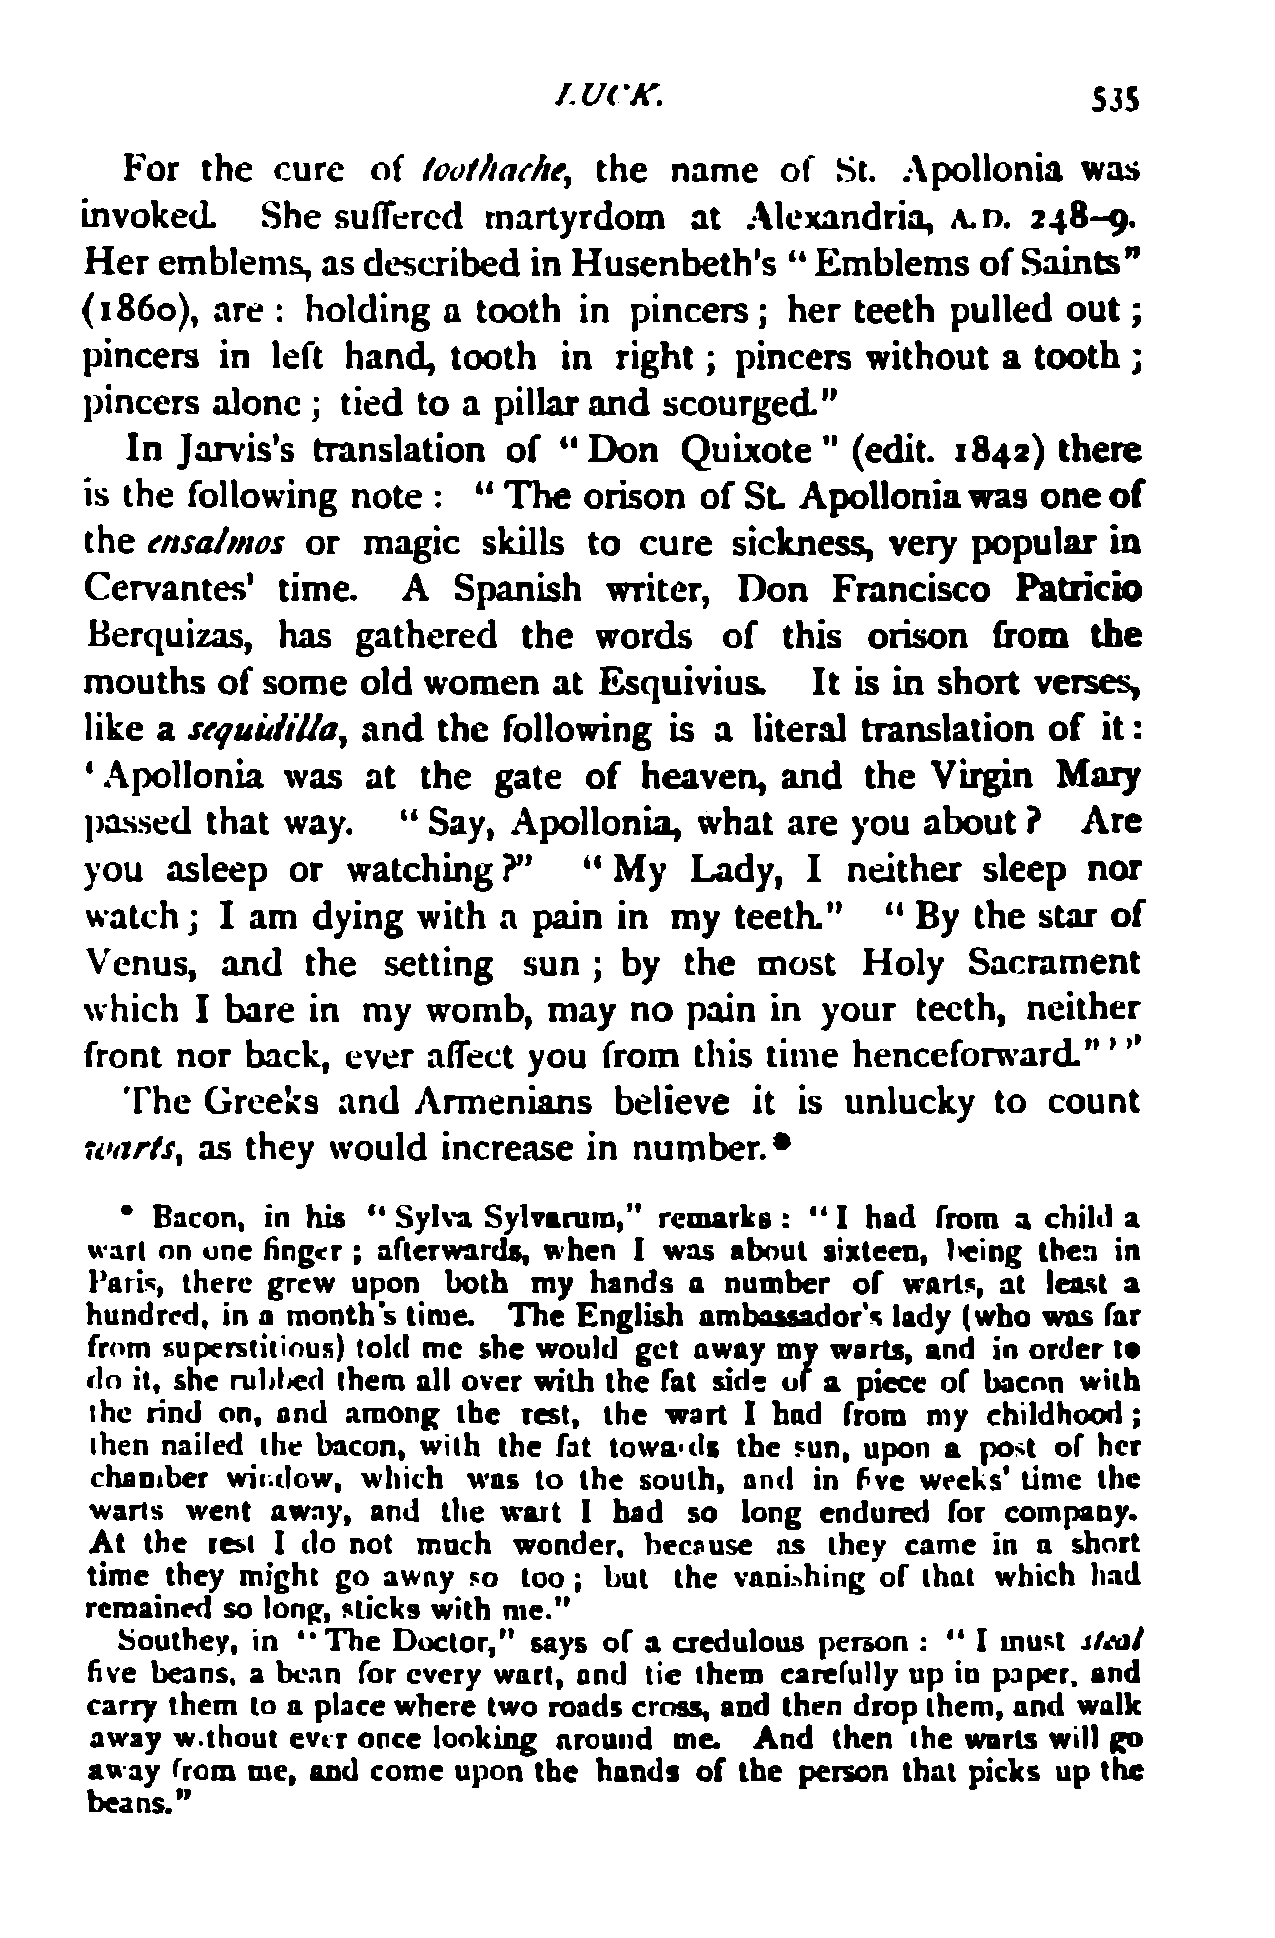 LUCK. 535
For the cure of toothache, the name of St. Apollonia was
invoked. She suffered martyrdom at Alexandria, A.D. 248–9.
Her emblems, as described in Husenbeth's “Emblems of Saints”
(1860), are: holding a tooth in pincers; her teeth pulled out;
pincers in left hand, tooth in right; pincers without a tooth;
pincers alone; tied to a pillar and scourged.”
In Jarvis's translation of “Don Quixote” (edit. 1842) there
is the following note: “The orison of St. Apollonia was one of
the ensalmos or magic skills to cure sickness, very popular in
Cervantes' time. A Spanish writer, Don Francisco Patricio
Berquizas, has gathered the words of this orison from the
mouths of some old women at Esquivius. It is in short verses,
like a sequidilla, and the following is a literal translation of it:
‘Apollonia was at the gate of heaven, and the Virgin Mary
passed that way. “Say, Apollonia, what are you about? Are
you asleep or watching?” “My Lady, I neither sleep nor
watch; I am dying with a pain in my teeth.” “By the star of
Venus, and the setting sun; by the most Holy Sacrament
which I bare in my womb, may no pain in your teeth, neither
front nor back, ever affect you from this time henceforward.”’”
The Greeks and Armenians believe it is unlucky to count
warts, as they would increase in number.*
* Bacon, in his “Sylva Sylvarum,” remarks: “I had from a child a
wart on one finger; afterwards, when I was about sixteen, being then in
Paris, there grew upon both my hands a number of warts, at least a
hundred, in a month's time. The English ambassador's lady (who was far
from superstitious) told me she would get away my warts, and in order to
do it, she rubbed them all over with the fat side of a piece of bacon with
the rind on, and among the rest, the wart I had from my childhood;
then nailed the bacon, with the fat towards the sun, upon a post of her
chamber window, which was to the south, and in five weeks' time the
warts went away, and the wart I had so long endured for company.
At the rest I do not much wonder, because as they came in a short
time they might go away so too; but the vanishing of that which had
remained so long, sticks with me.”
Southey, in “The Doctor,” says of a credulous person: “I must steal
five beans, a bean for every wart, and tie them carefully up in paper, and
carry them to a place where two roads cross, and then drop them, and walk
away without ever once looking around me. And then the warts will go
away from me, and come upon the hands of the person that picks up the
beans.”